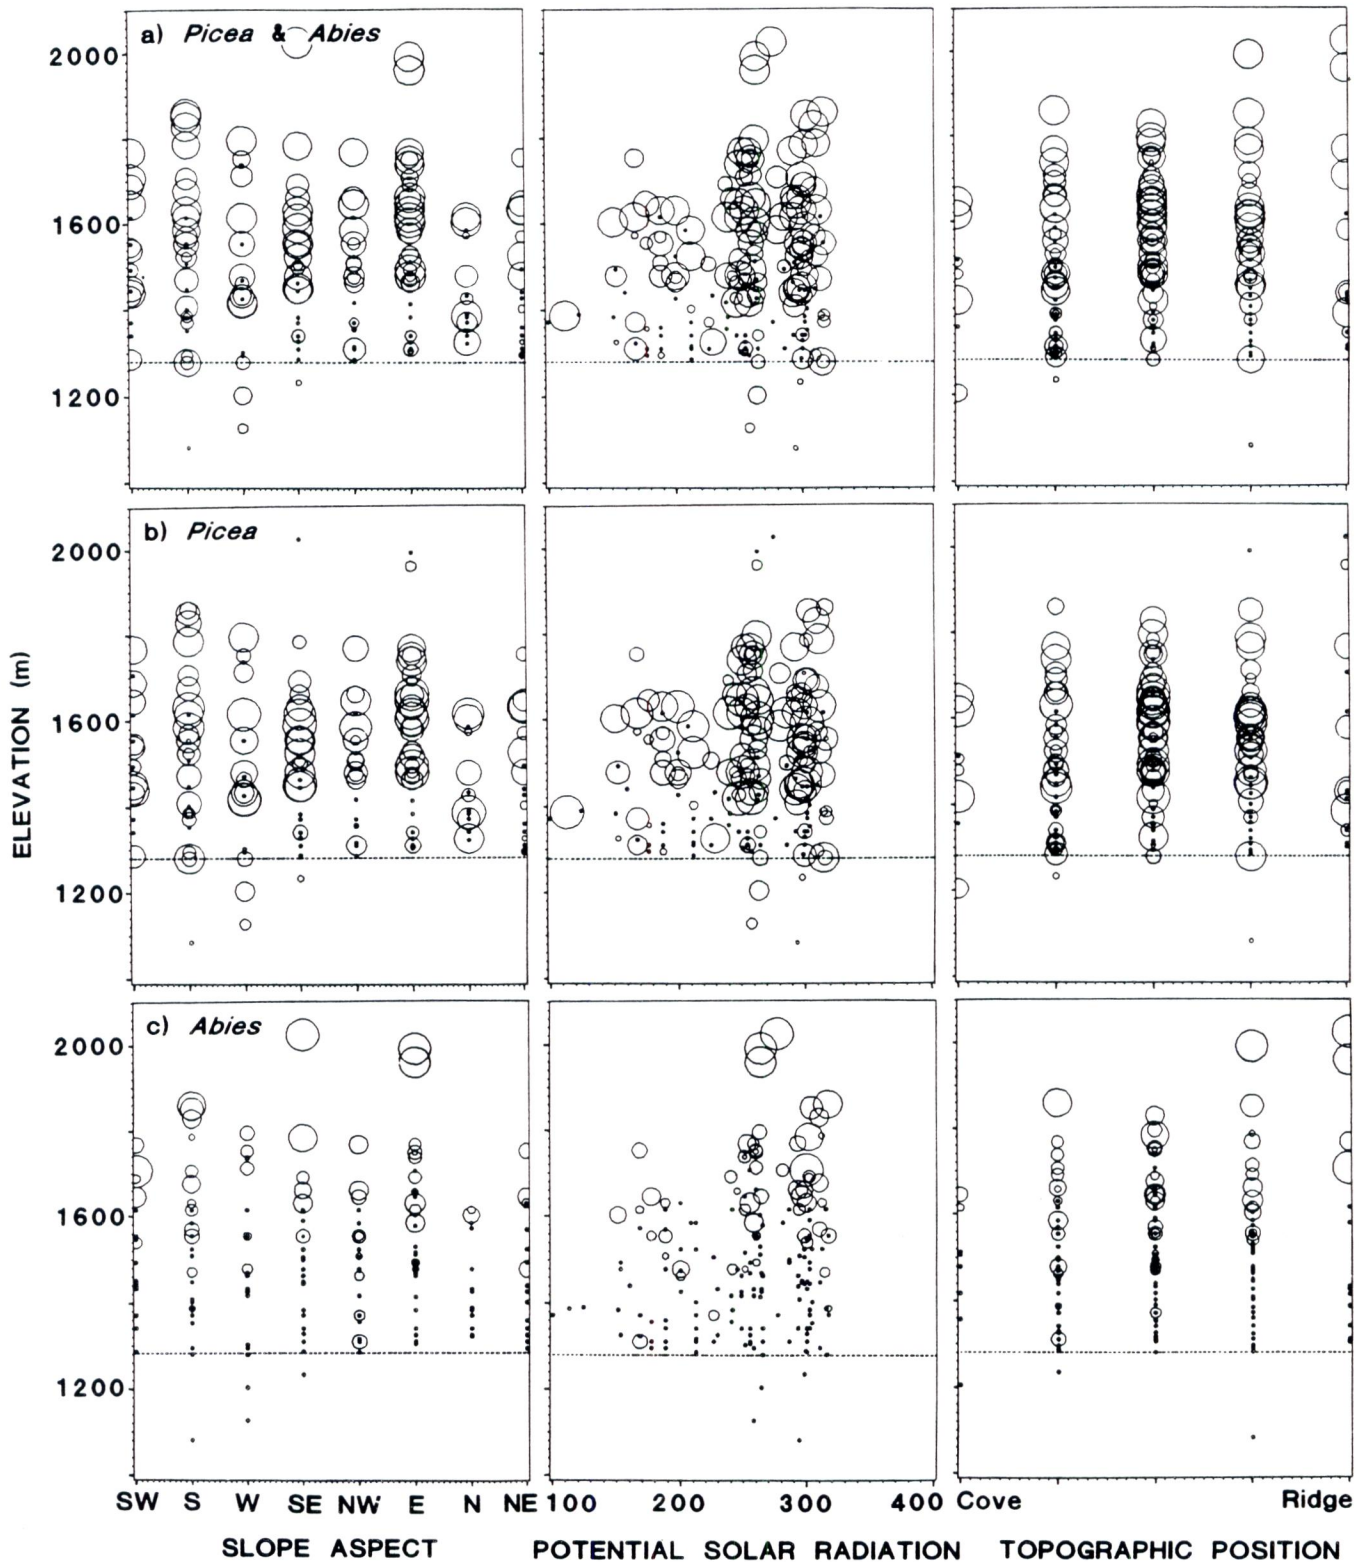 a) Picea & Abies
2000
1600
1200
b) Picea
2000
1600
1200
c) Abies
2000
1600
1200
ELEVATION (m)
SW S W SE NW E N NE 100 200 300 400 Cove Ridge
SLOPE ASPECT POTENTIAL SOLAR RADIATION TOPOGRAPHIC POSITION